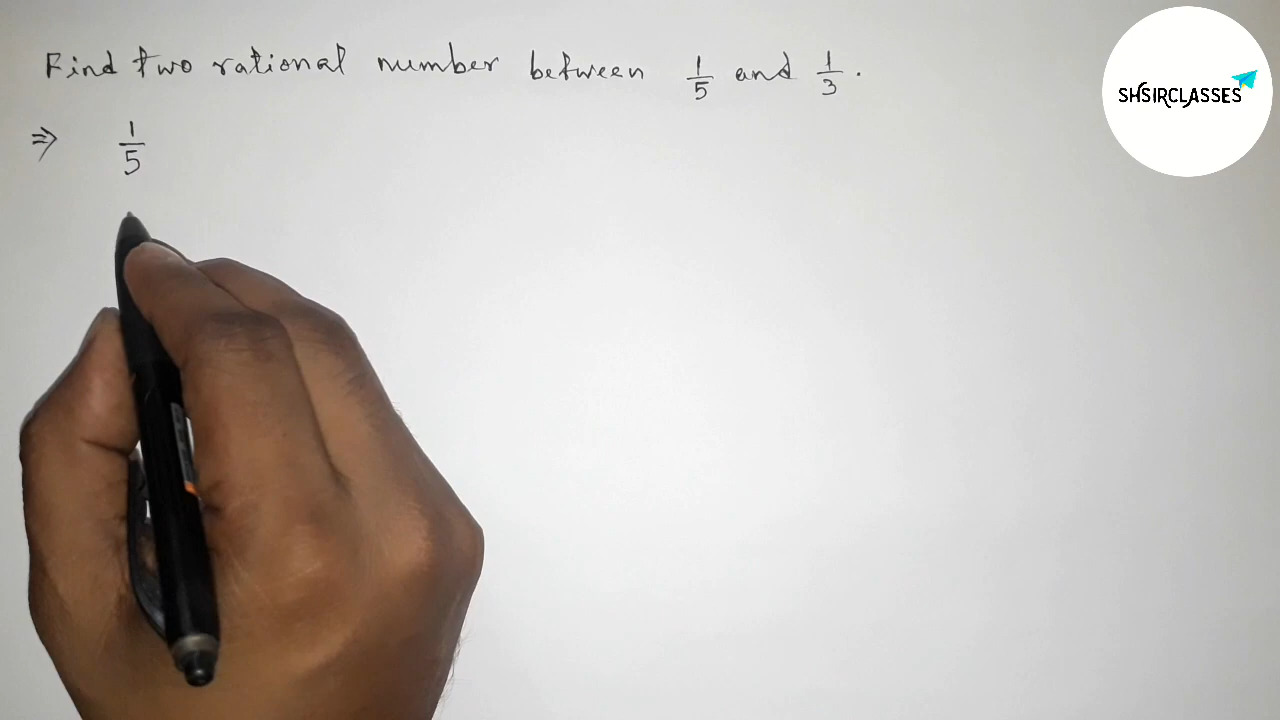 Find two rational number between 1/5 and 1/3.
⇒ 1/5
SHSIRCLASSES